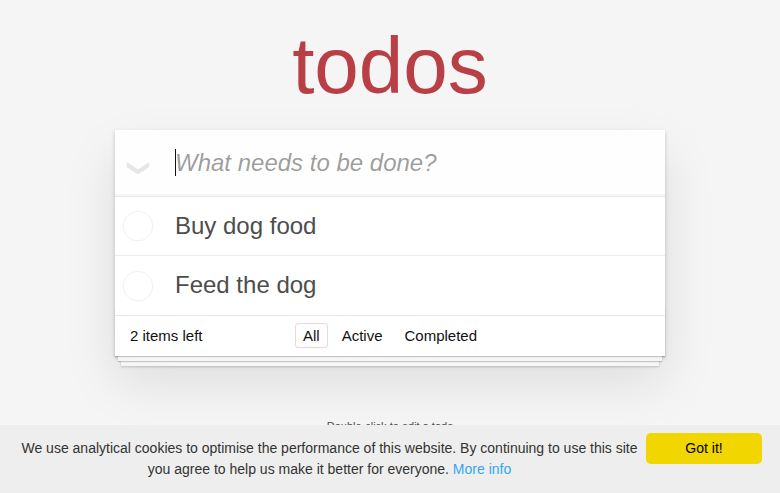 todos
What needs to be done?
Buy dog food
Feed the dog
2 items left All Active Completed
Double-click to edit a todo
We use analytical cookies to optimise the performance of this website. By continuing to use this site
you agree to help us make it better for everyone. More info
Got it!